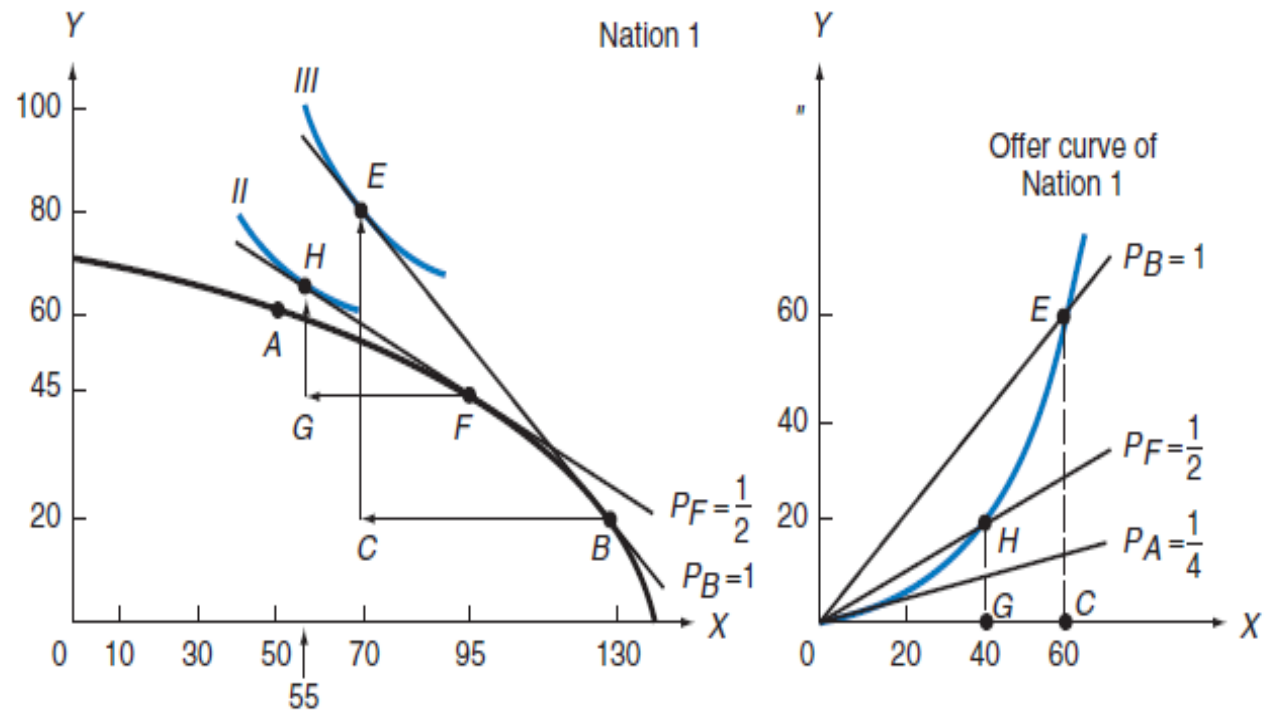 Nation 1
Y
100
80
60
45
20
III
II
E
H
A
G
F
C
B
PF = 1/2
PB = 1
X
0 10 30 50 70 95 130
55
Y
"
Offer curve of
Nation 1
PB = 1
60
E
40
PF = 1/2
20
H
PA = 1/4
G
C
X
0 20 40 60